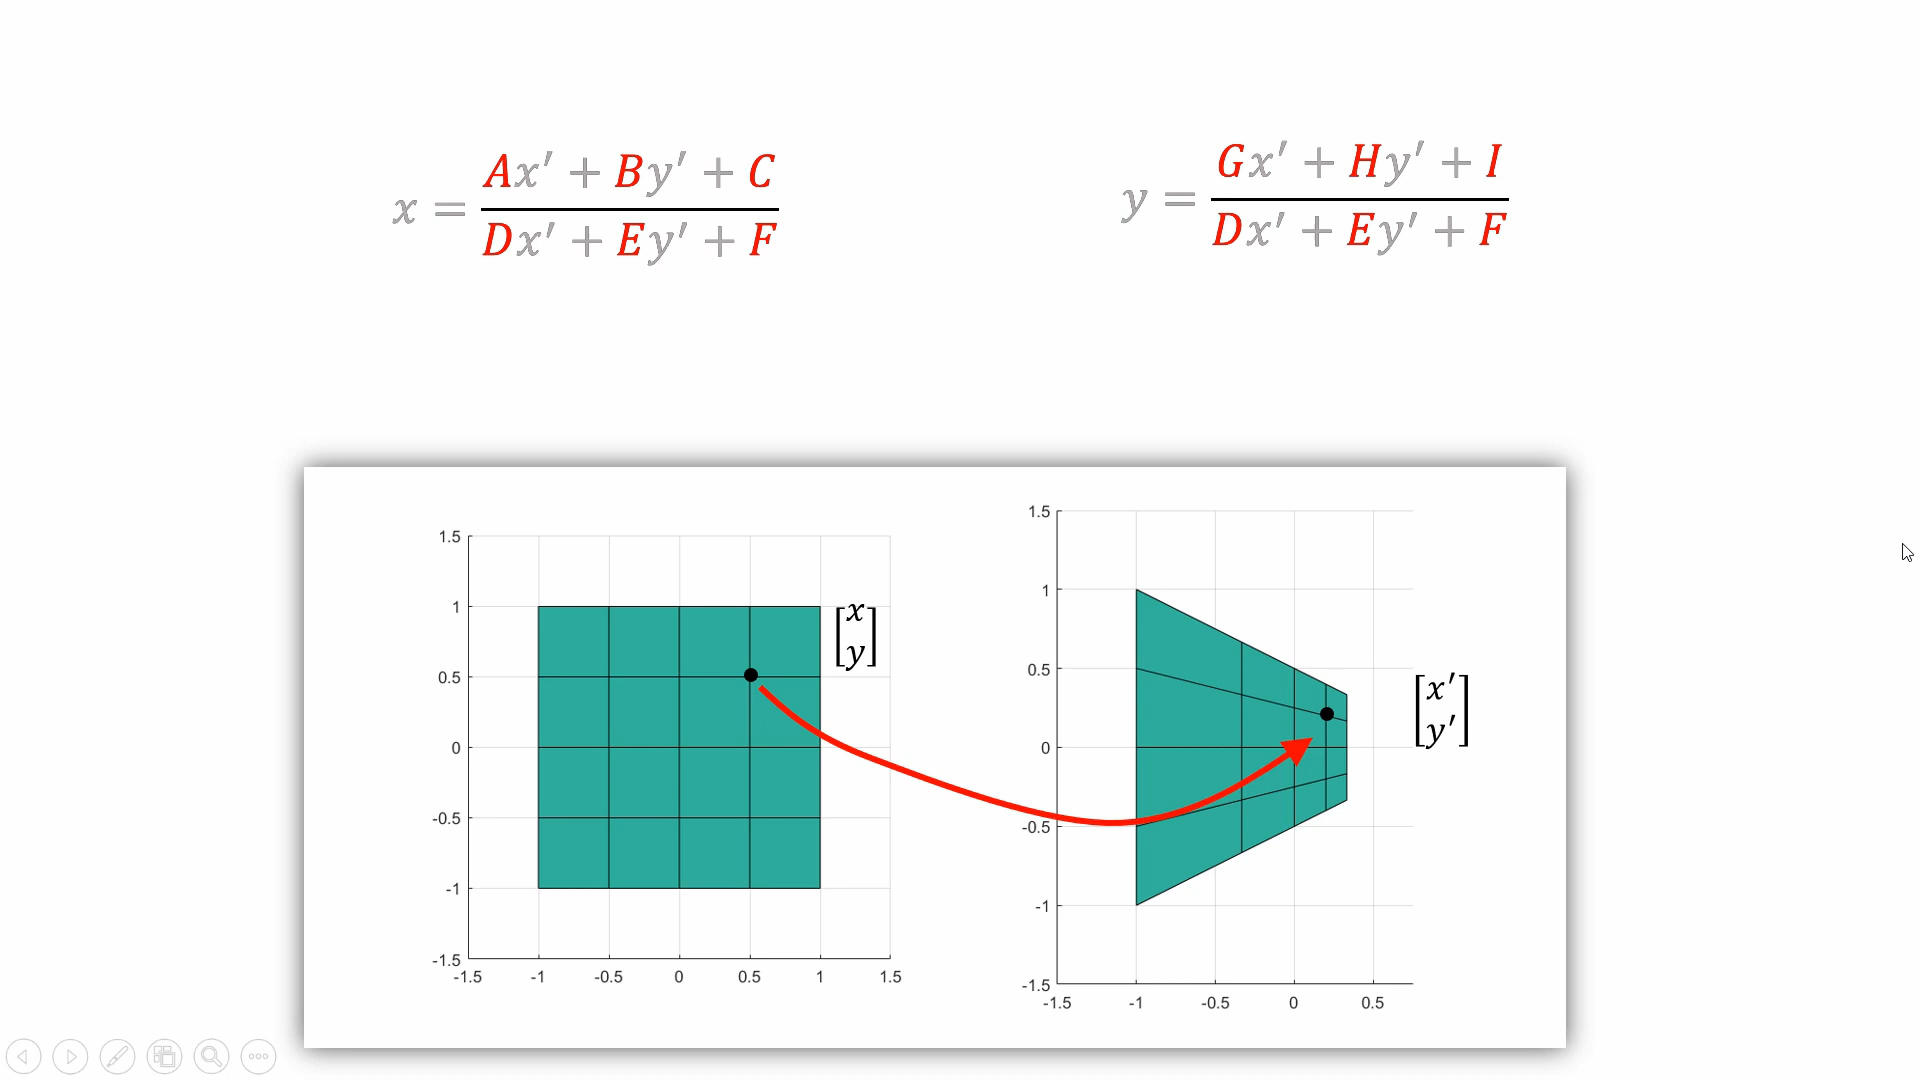 x = (Ax′ + By′ + C) / (Dx′ + Ey′ + F)
y = (Gx′ + Hy′ + I) / (Dx′ + Ey′ + F)
1.5
1
0.5
0
-0.5
-1
-1.5
-1.5 -1 -0.5 0 0.5 1 1.5
[x y]
1.5
1
0.5
0
-0.5
-1
-1.5
-1.5 -1 -0.5 0 0.5
[x′ y′]